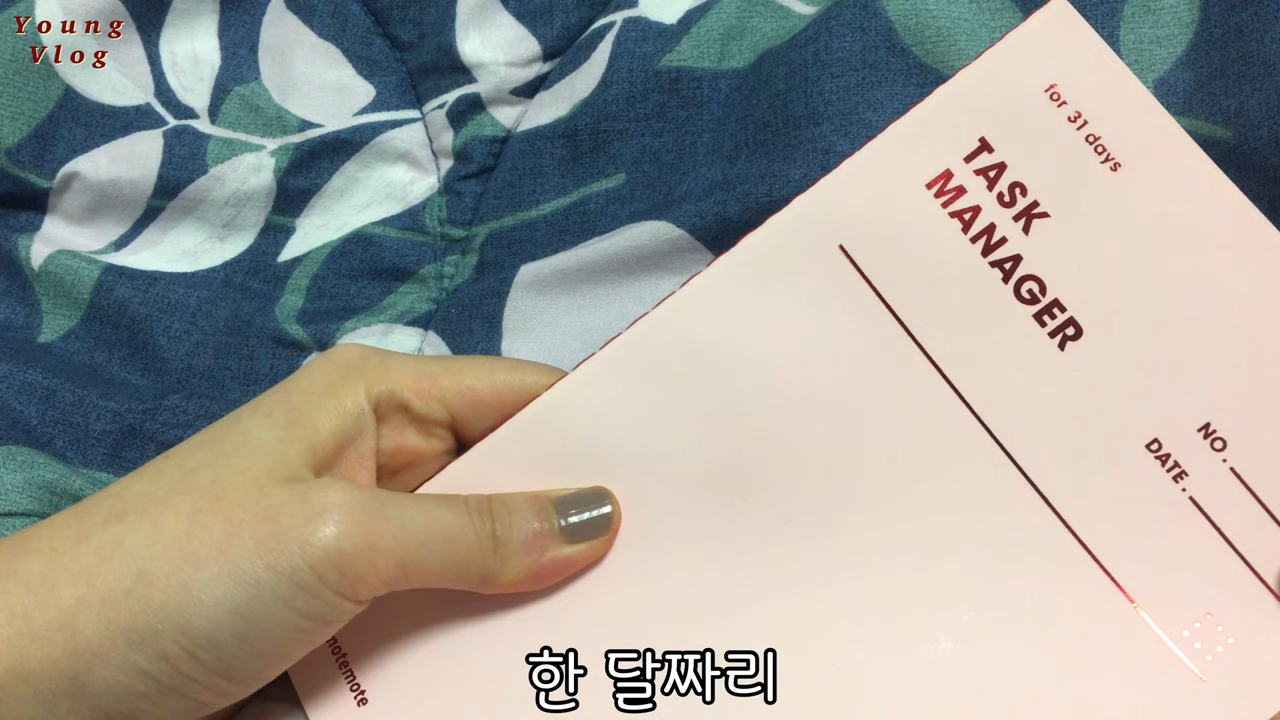 Young
Vlog
for 31 days
TASK
MANAGER
NO.
DATE.
notemote
한 달짜리